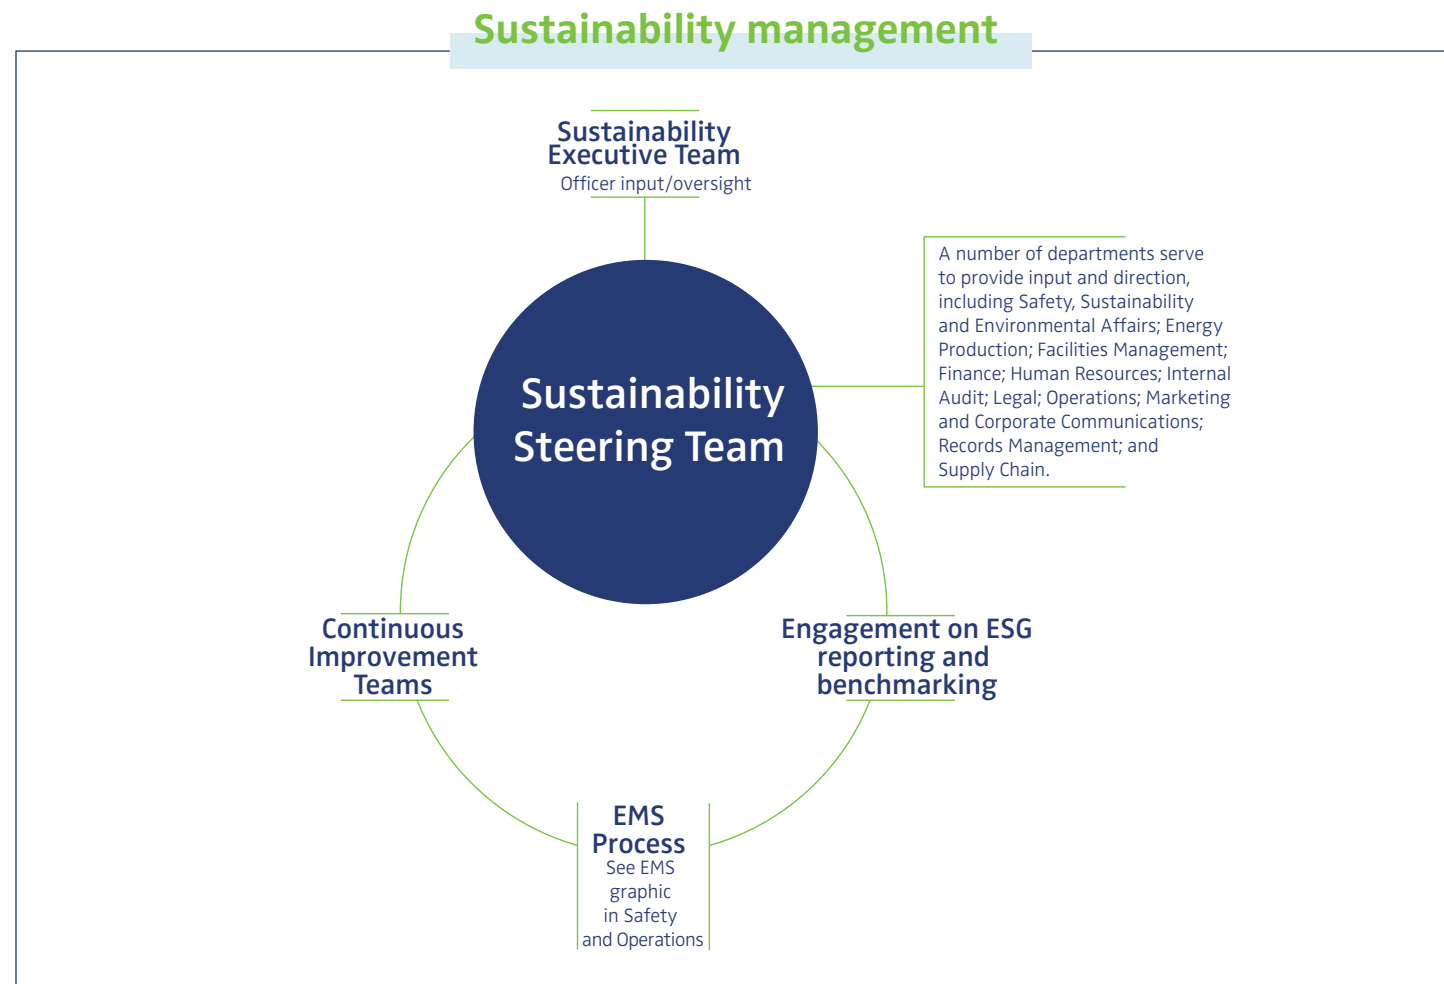 Sustainability management
Sustainability
Executive Team
Officer input/oversight
A number of departments serve
to provide input and direction,
including Safety, Sustainability
and Environmental Affairs; Energy
Production; Facilities Management;
Finance; Human Resources; Internal
Audit; Legal; Operations; Marketing
and Corporate Communications;
Records Management; and
Supply Chain.
Sustainability
Steering Team
Continuous
Improvement
Teams
Engagement on ESG
reporting and
benchmarking
EMS
Process
See EMS
graphic
in Safety
and Operations